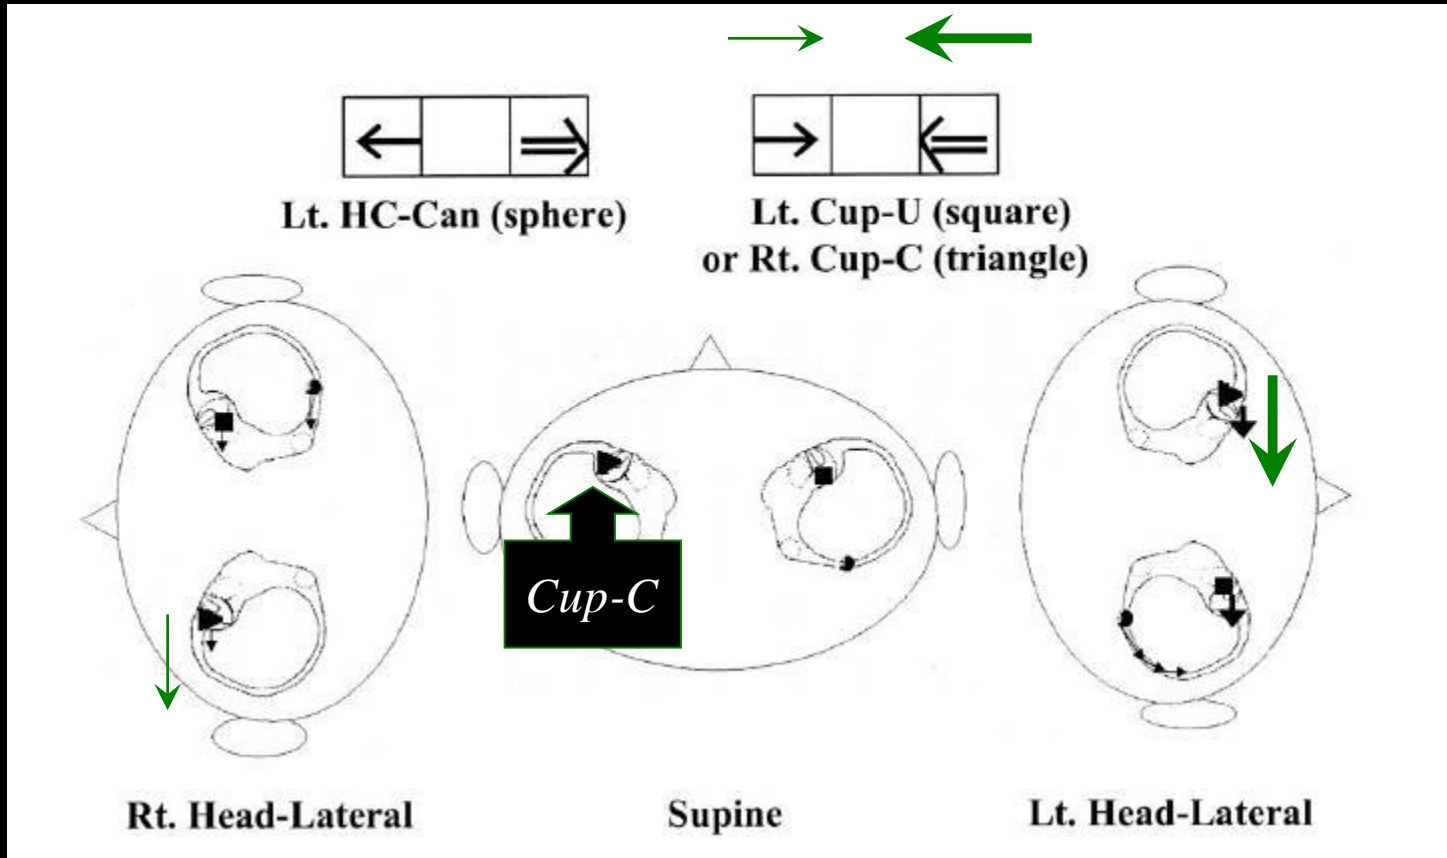 Lt. HC-Can (sphere)
Lt. Cup-U (square)
or Rt. Cup-C (triangle)
Cup-C
Rt. Head-Lateral
Supine
Lt. Head-Lateral